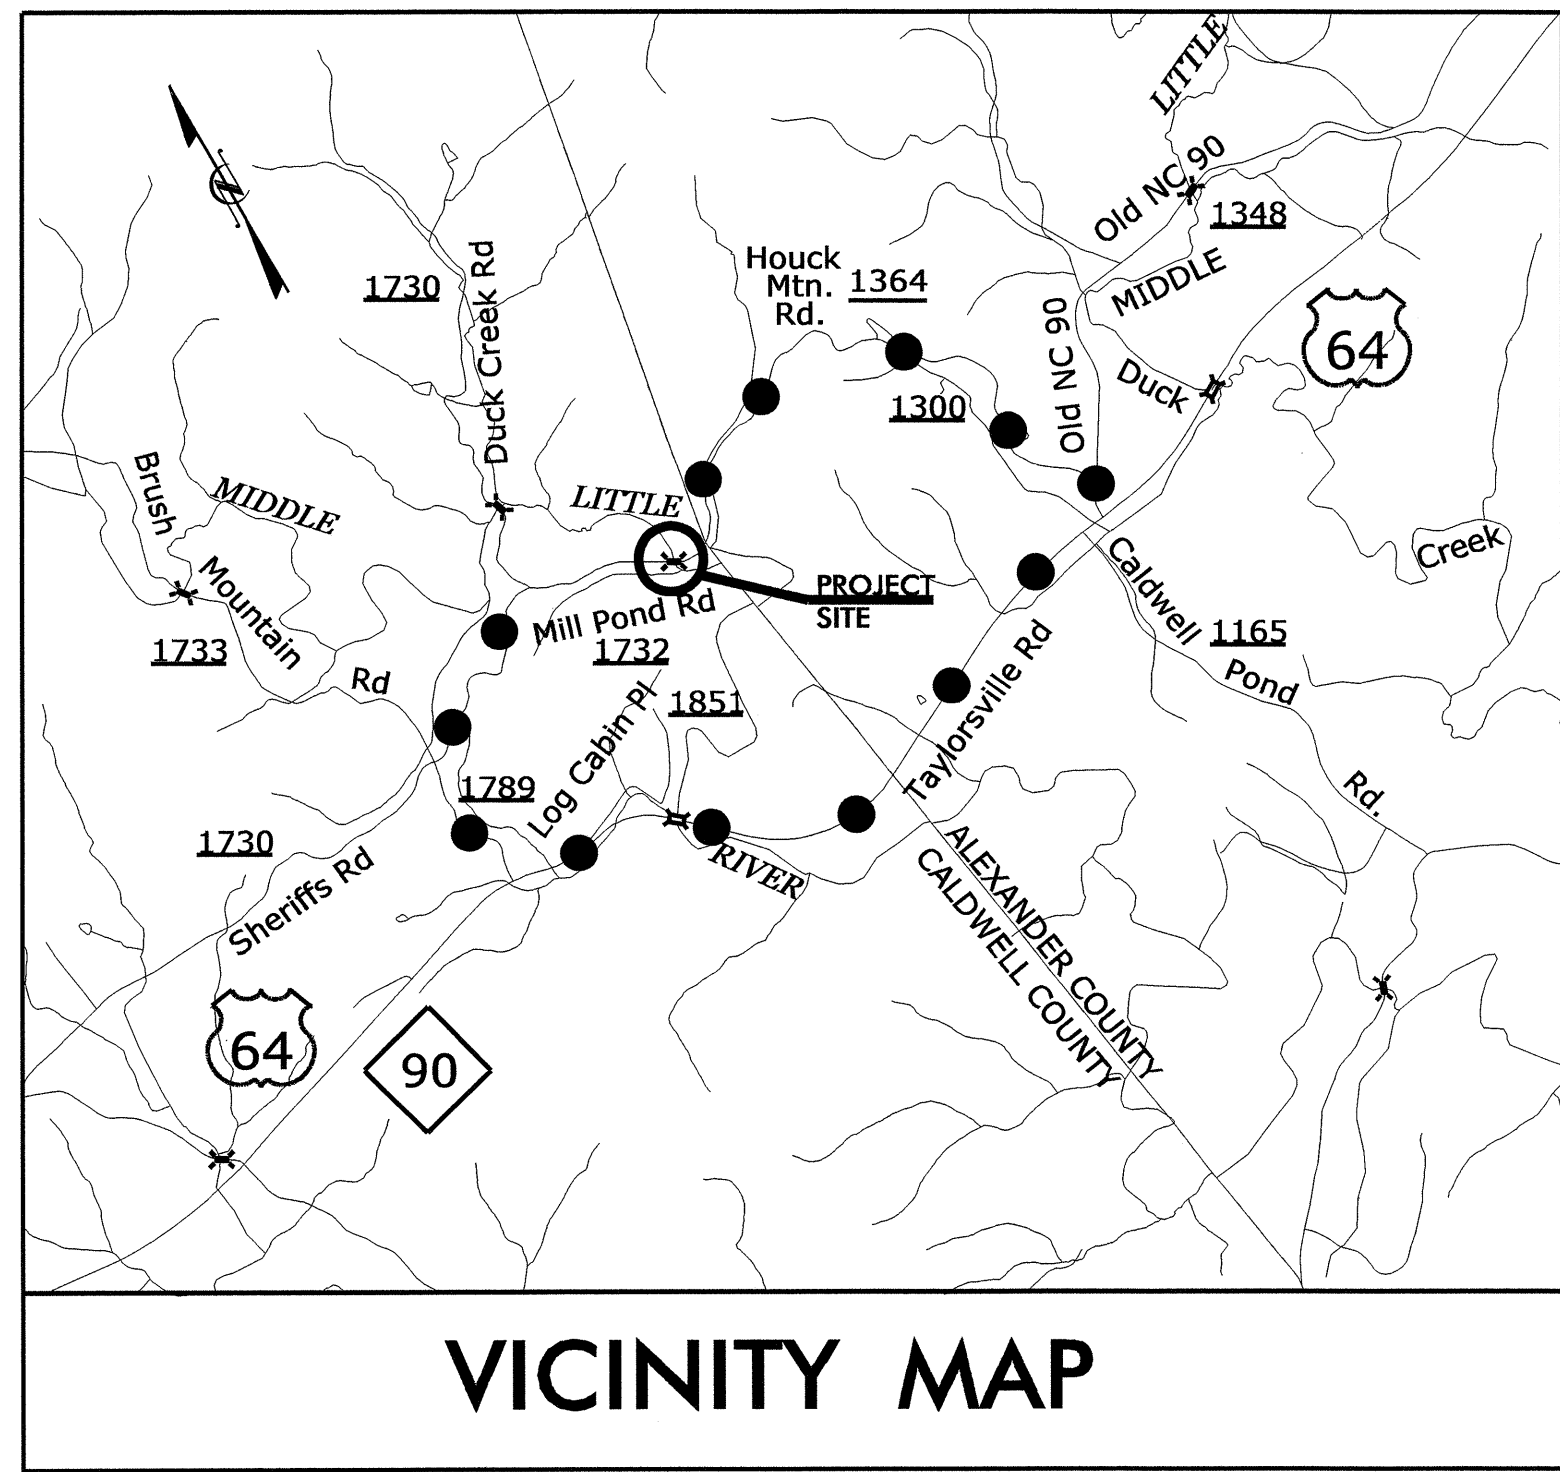 LITTLE
Old NC 90
1348
MIDDLE
Houck
Mtn.
Rd.
1364
1730
Duck Creek Rd
Old NC 90
64
Duck
1300
Brush
Mountain
Rd
MIDDLE
LITTLE
Creek
PROJECT
SITE
Mill Pond Rd
1732
1733
Caldwell
Pond
Rd.
1165
1851
Log Cabin Pl
Taylorsville Rd
1789
1730
Sheriffs Rd
RIVER
ALEXANDER COUNTY
CALDWELL COUNTY
64
90
N
VICINITY MAP